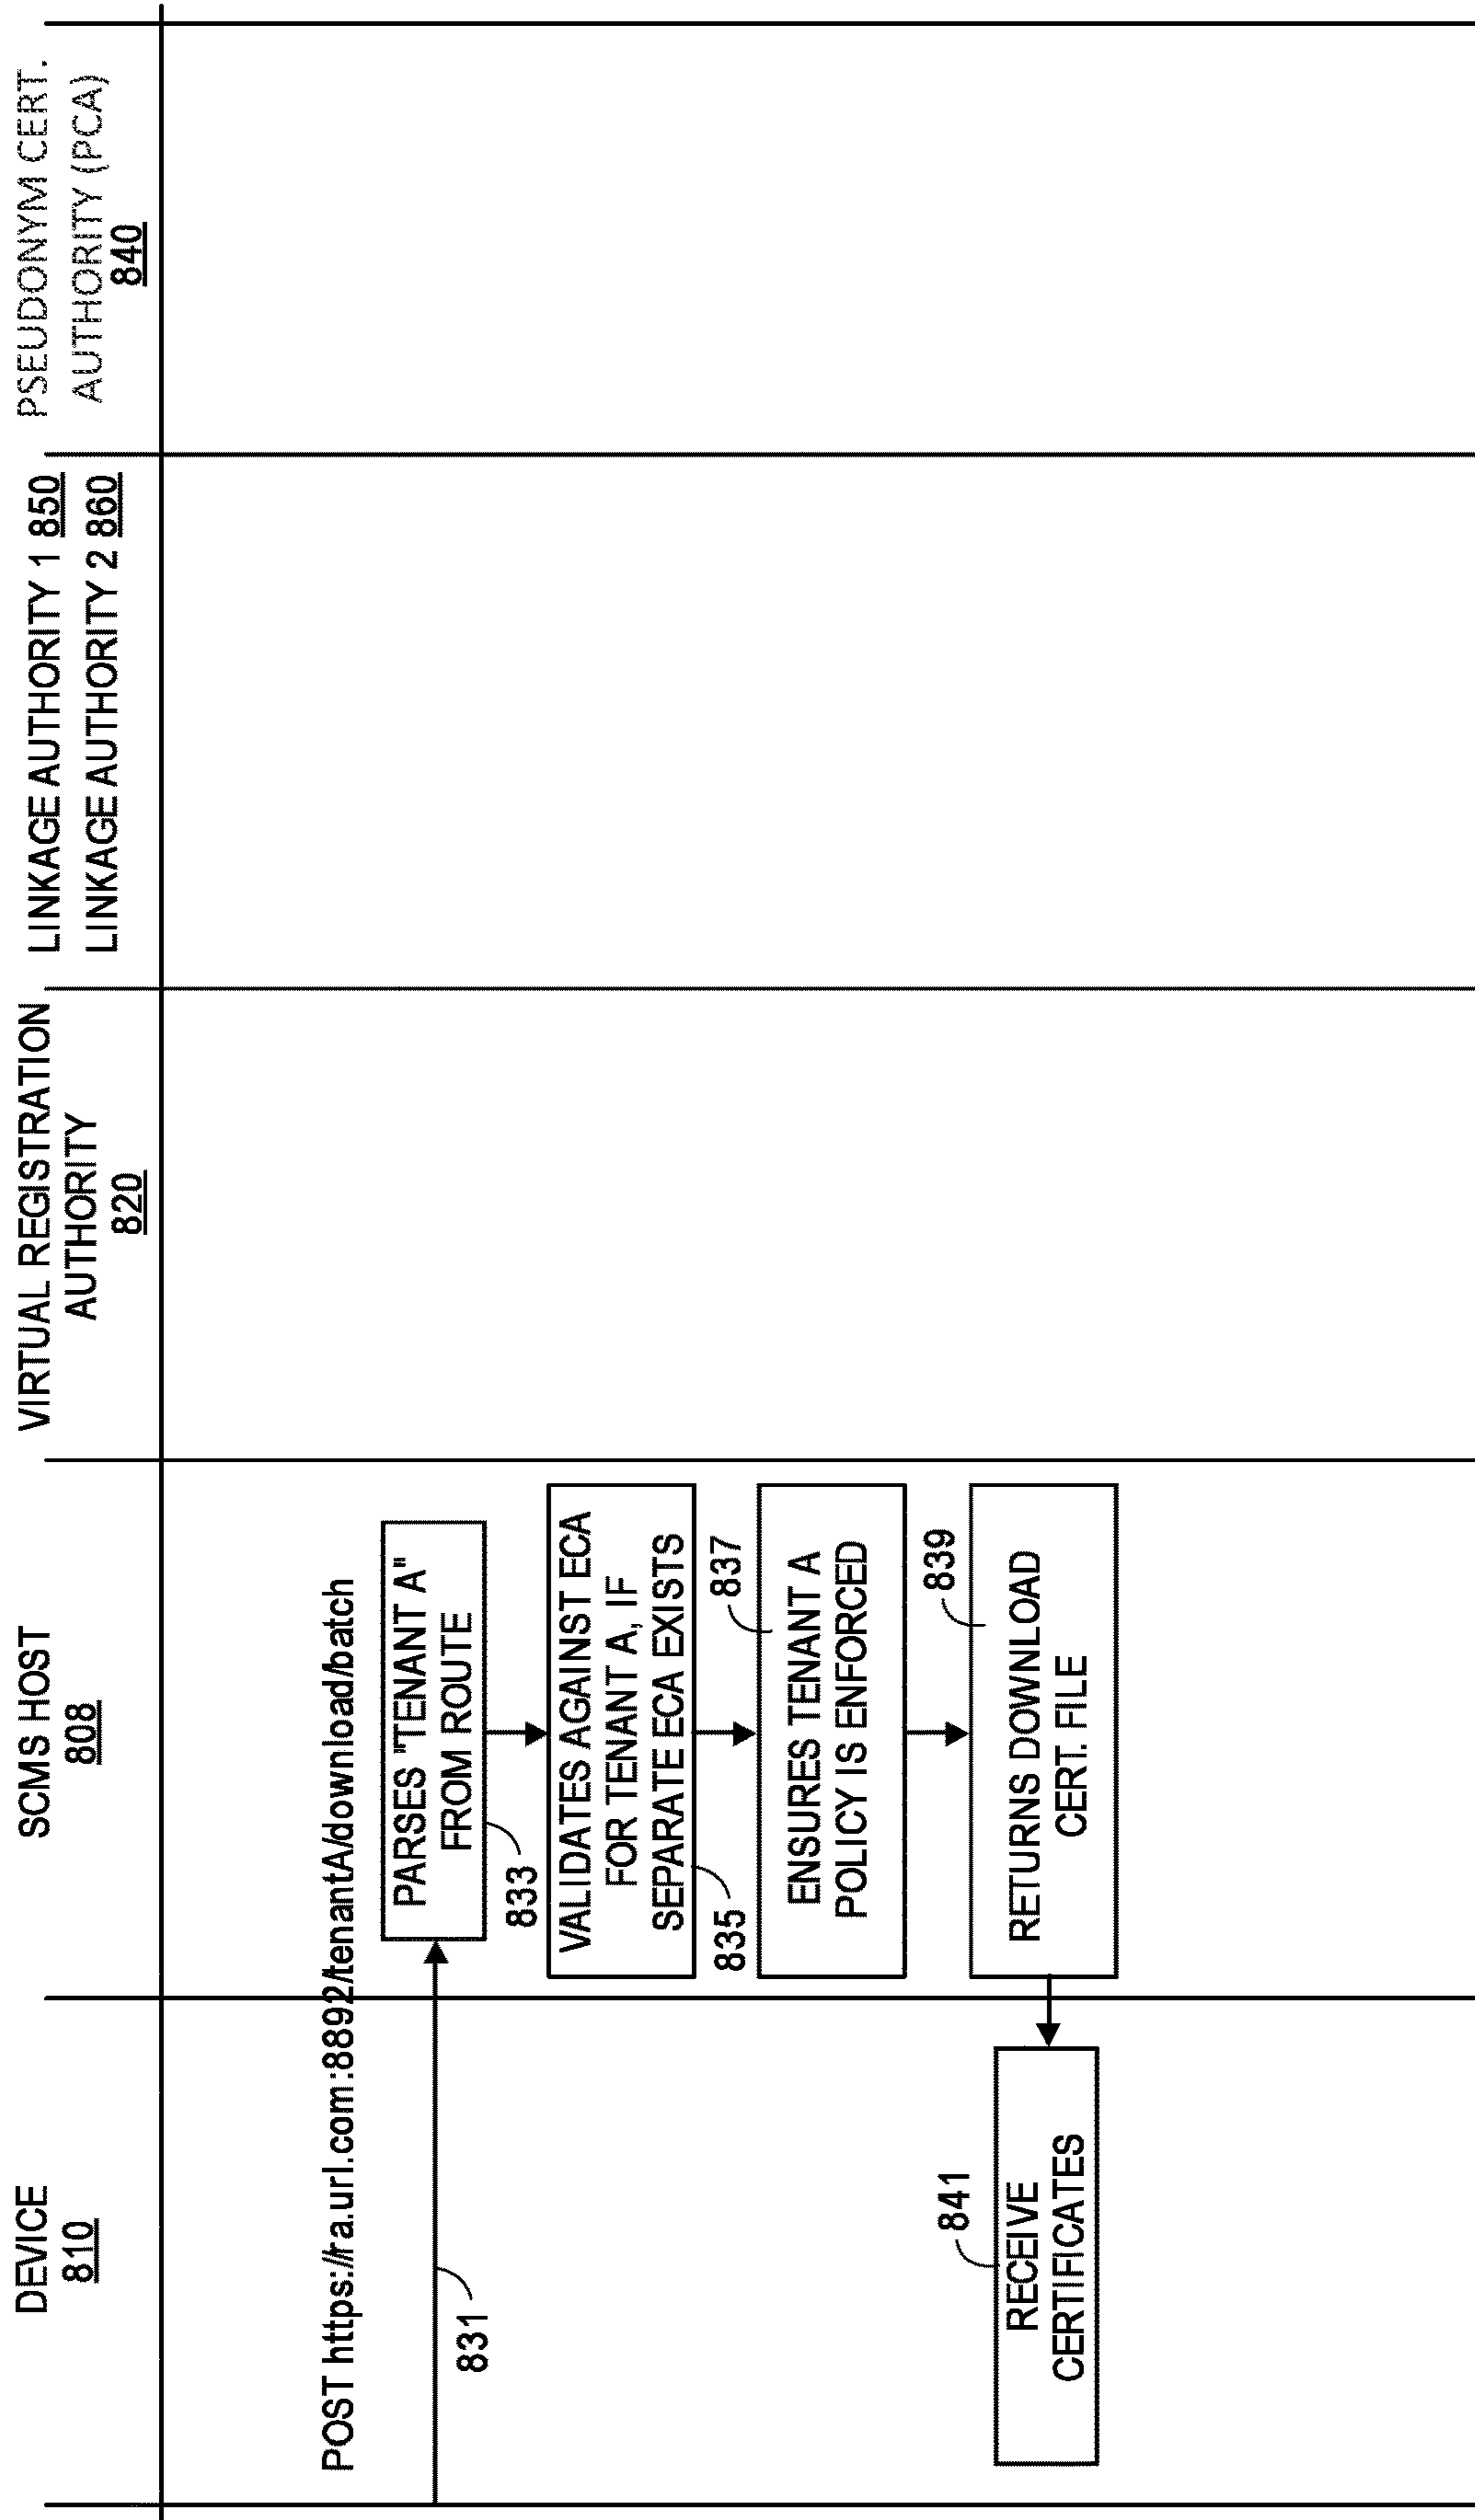 DEVICE
810
SCMS HOST
808
VIRTUAL REGISTRATION
AUTHORITY
820
LINKAGE AUTHORITY 1 850
LINKAGE AUTHORITY 2 860
PSEUDONYM CERT.
AUTHORITY (PCA)
840
POST https://ra.url.com:8892/tenantA/download/batch
831
PARSES "TENANT A"
FROM ROUTE
833
VALIDATES AGAINST ECA
FOR TENANT A, IF
SEPARATE ECA EXISTS
835
837
ENSURES TENANT A
POLICY IS ENFORCED
839
RETURNS DOWNLOAD
CERT. FILE
841
RECEIVE
CERTIFICATES